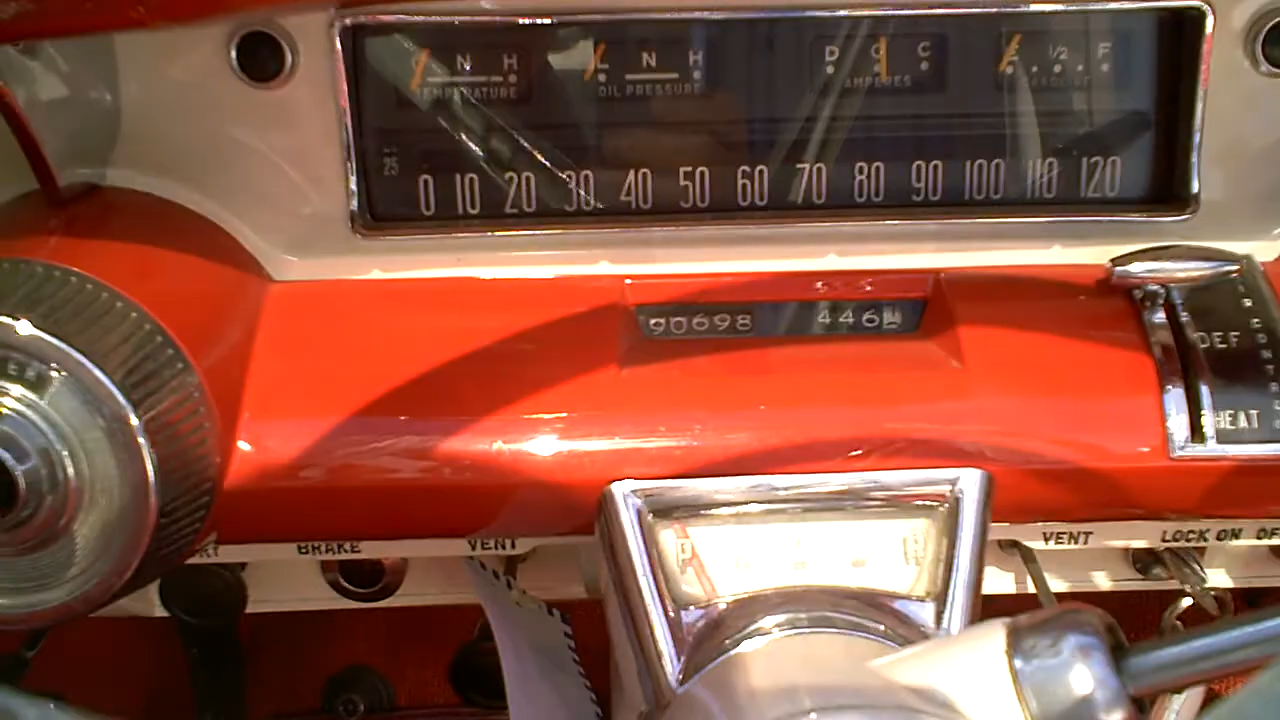 C N H L N H D O C E 1/2 F
TEMPERATURE OIL PRESSURE AMPERES GASOLINE
25
0 10 20 30 40 50 60 70 80 90 100 110 120
90698 446
DEF
HEAT
BRAKE VENT VENT LOCK ON
P R